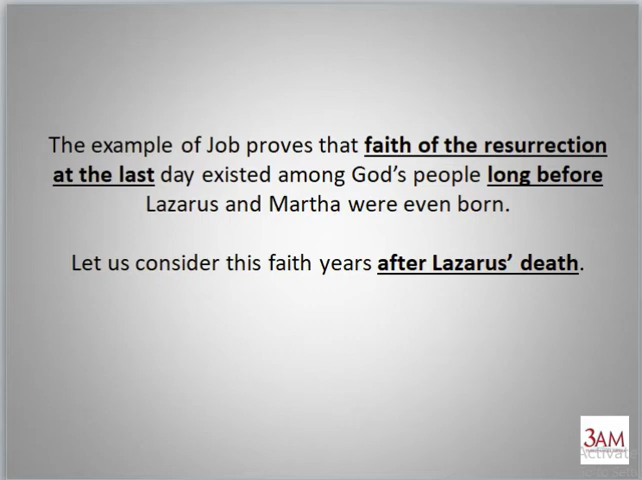 The example of Job proves that faith of the resurrection
at the last day existed among God's people long before
Lazarus and Martha were even born.
Let us consider this faith years after Lazarus' death.
3AM
Activate